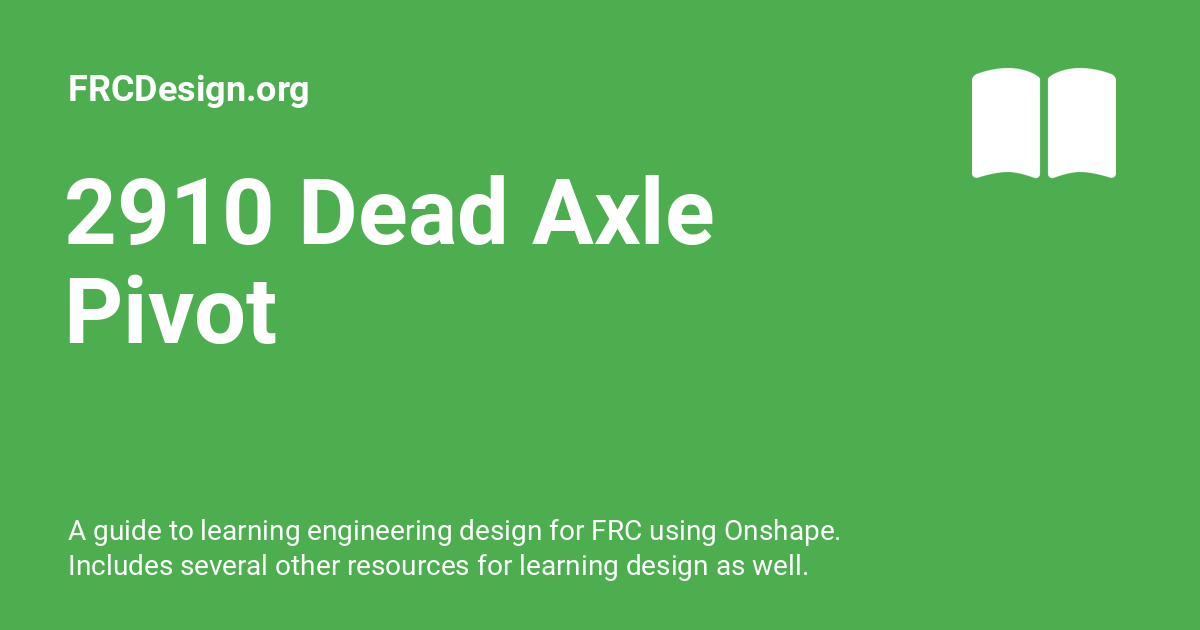 FRCDesign.org
2910 Dead Axle
Pivot
A guide to learning engineering design for FRC using Onshape.
Includes several other resources for learning design as well.